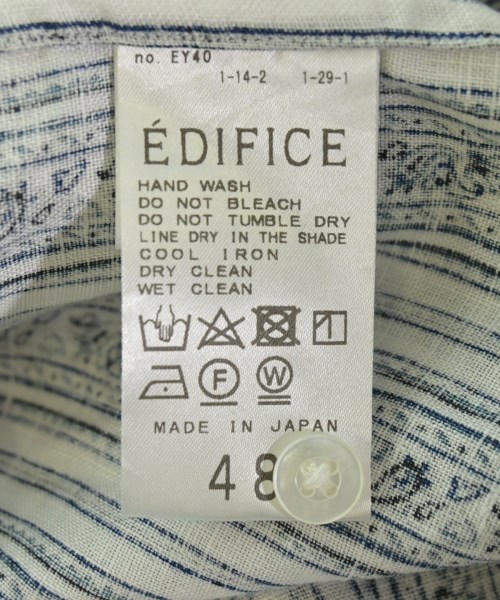 no. EY40
1-14-2 1-29-1
ÉDIFICE
HAND WASH
DO NOT BLEACH
DO NOT TUMBLE DRY
LINE DRY IN THE SHADE
COOL IRON
DRY CLEAN
WET CLEAN
F W
MADE IN JAPAN
48